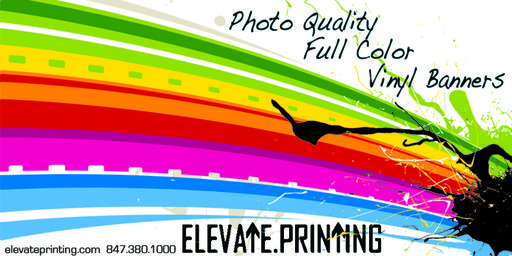 Photo Quality
Full Color
Vinyl Banners
elevateprinting.com 847.380.1000 ELEVATE.PRINTING